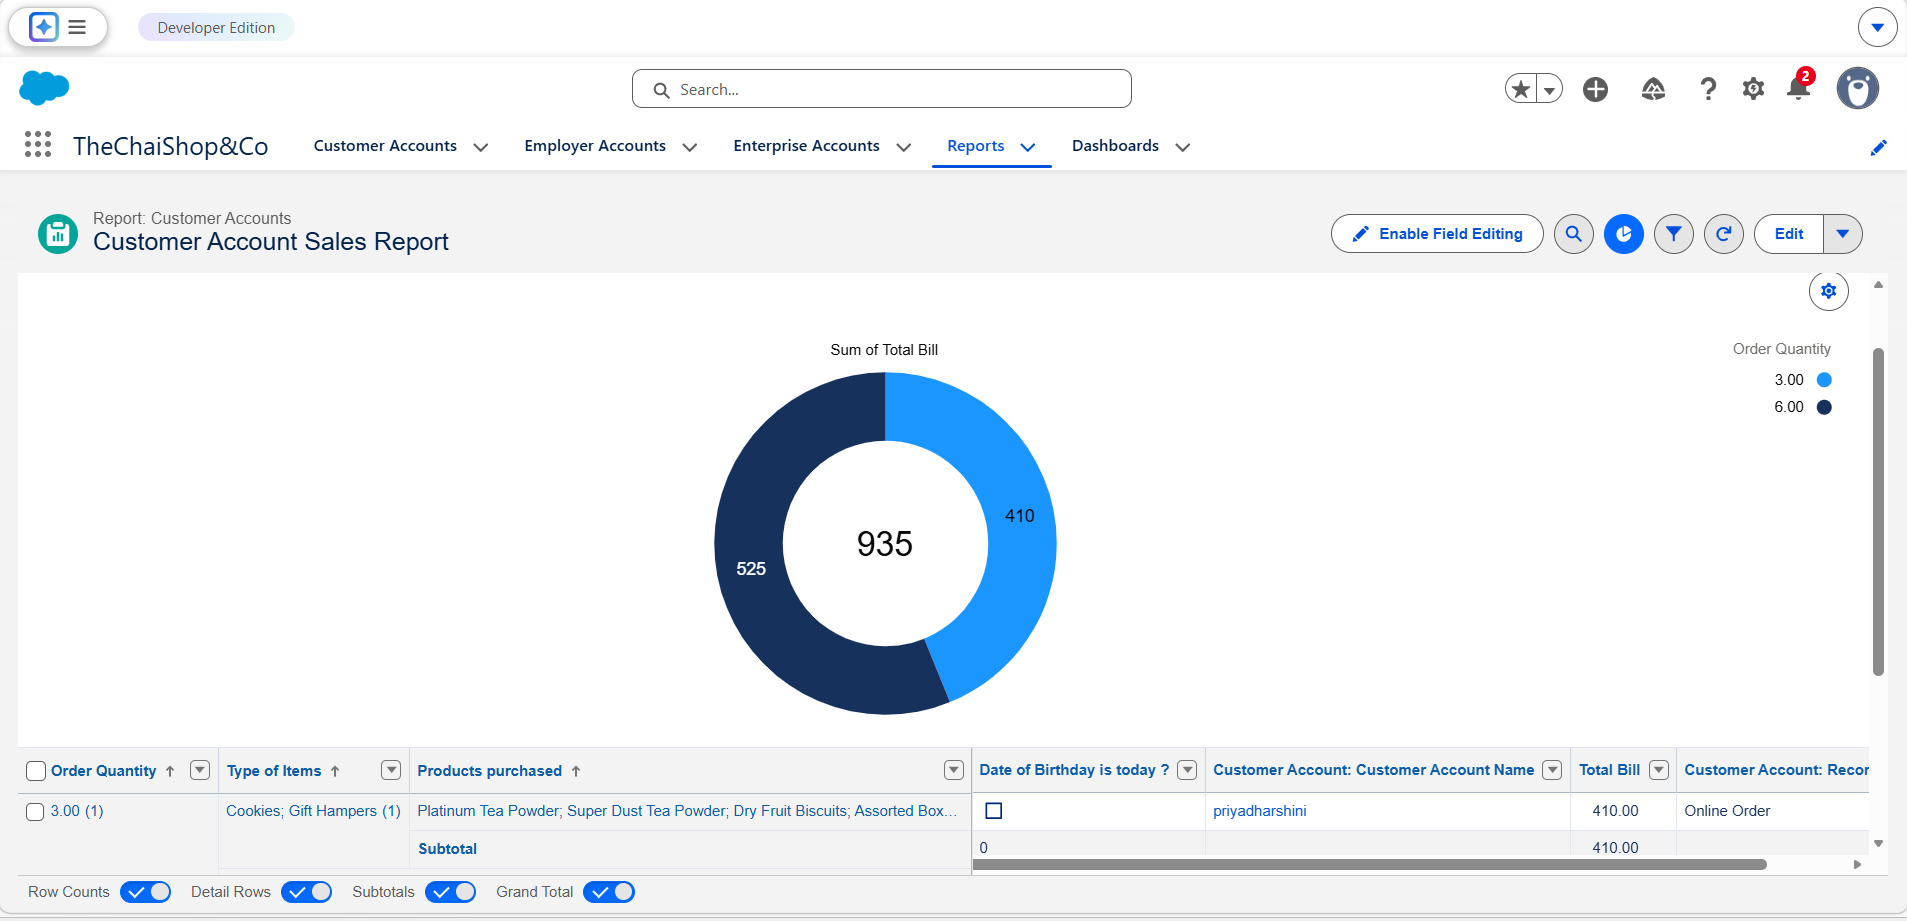 Developer Edition
Search...
2
TheChaiShop&Co
Customer Accounts
Employer Accounts
Enterprise Accounts
Reports
Dashboards
Report: Customer Accounts
Customer Account Sales Report
Enable Field Editing
Edit
Sum of Total Bill
Order Quantity
3.00
6.00
410
935
525
Order Quantity ↑ Type of Items ↑ Products purchased ↑ Date of Birthday is today ? Customer Account: Customer Account Name Total Bill Customer Account: Recor
3.00 (1) Cookies; Gift Hampers (1) Platinum Tea Powder; Super Dust Tea Powder; Dry Fruit Biscuits; Assorted Box... priyadharshini 410.00 Online Order
Subtotal 0 410.00
Row Counts Detail Rows Subtotals Grand Total